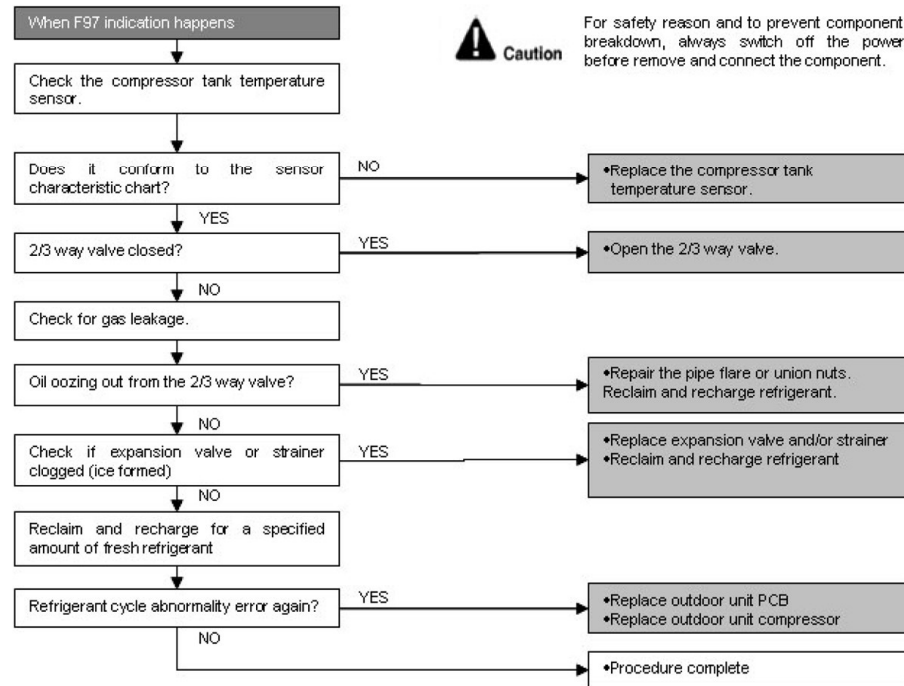 When F97 indication happens
Caution
For safety reason and to prevent component
breakdown, always switch off the power
before remove and connect the component.
Check the compressor tank temperature
sensor.
Does it conform to the sensor
characteristic chart?
NO
•Replace the compressor tank
temperature sensor.
YES
2/3 way valve closed?
YES
•Open the 2/3 way valve.
NO
Check for gas leakage.
Oil oozing out from the 2/3 way valve?
YES
•Repair the pipe flare or union nuts.
Reclaim and recharge refrigerant.
NO
Check if expansion valve or strainer
clogged (ice formed)
YES
•Replace expansion valve and/or strainer
•Reclaim and recharge refrigerant
NO
Reclaim and recharge for a specified
amount of fresh refrigerant
Refrigerant cycle abnormality error again?
YES
•Replace outdoor unit PCB
•Replace outdoor unit compressor
NO
•Procedure complete